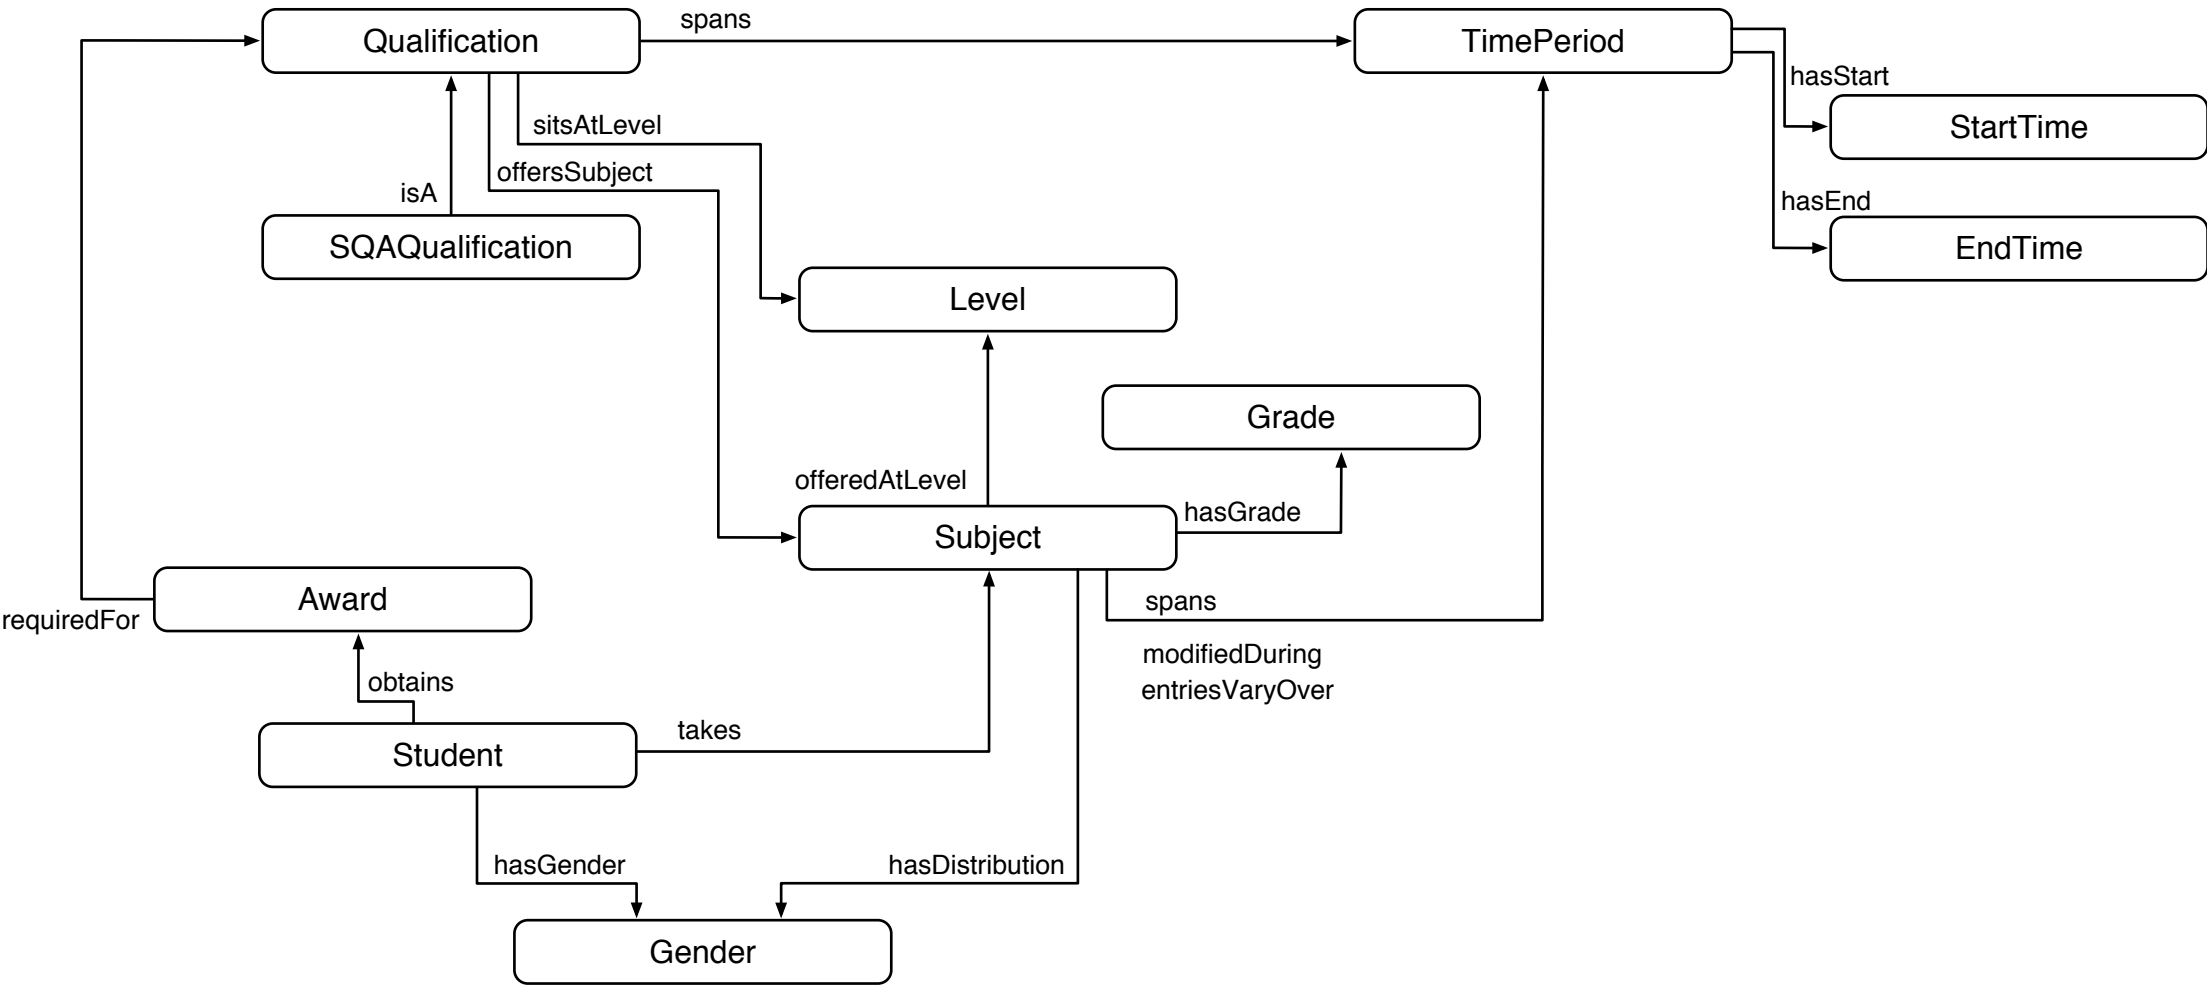 spans
Qualification
TimePeriod
hasStart
sitsAtLevel
StartTime
offersSubject
isA
hasEnd
SQAQualification
EndTime
Level
Grade
offeredAtLevel
hasGrade
Subject
Award
spans
requiredFor
modifiedDuring
obtains
entriesVaryOver
takes
Student
hasGender
hasDistribution
Gender